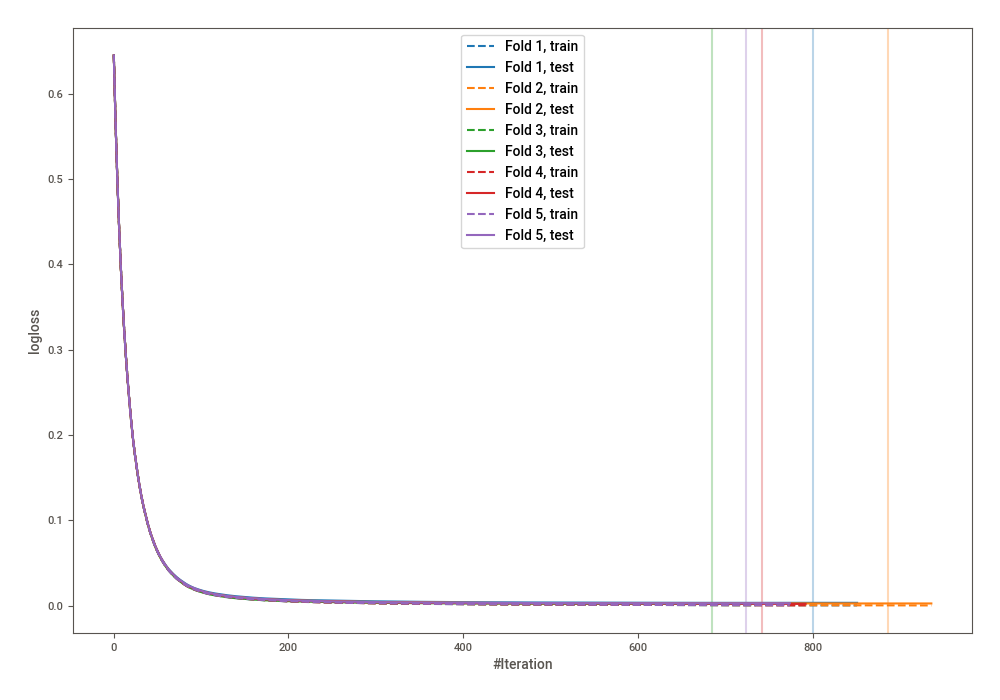 Fold 1, train
Fold 1, test
Fold 2, train
Fold 2, test
Fold 3, train
Fold 3, test
Fold 4, train
Fold 4, test
Fold 5, train
Fold 5, test
logloss
0.6
0.5
0.4
0.3
0.2
0.1
0.0
0
200
400
600
800
#Iteration